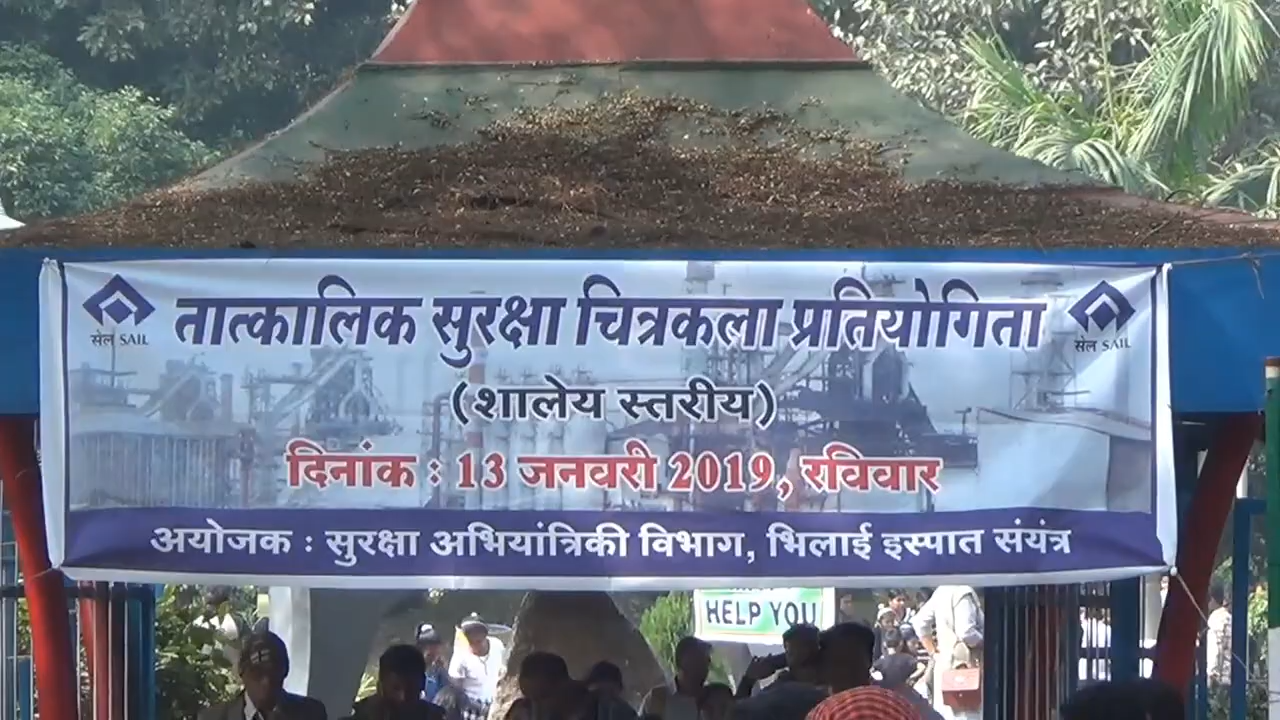 तात्कालिक सुरक्षा चित्रकला प्रतियोगिता
सेल SAIL
सेल SAIL
(शालेय स्तरीय)
दिनांक : 13 जनवरी 2019, रविवार
अयोजक : सुरक्षा अभियांत्रिकी विभाग, भिलाई इस्पात संयंत्र
HELP YOU